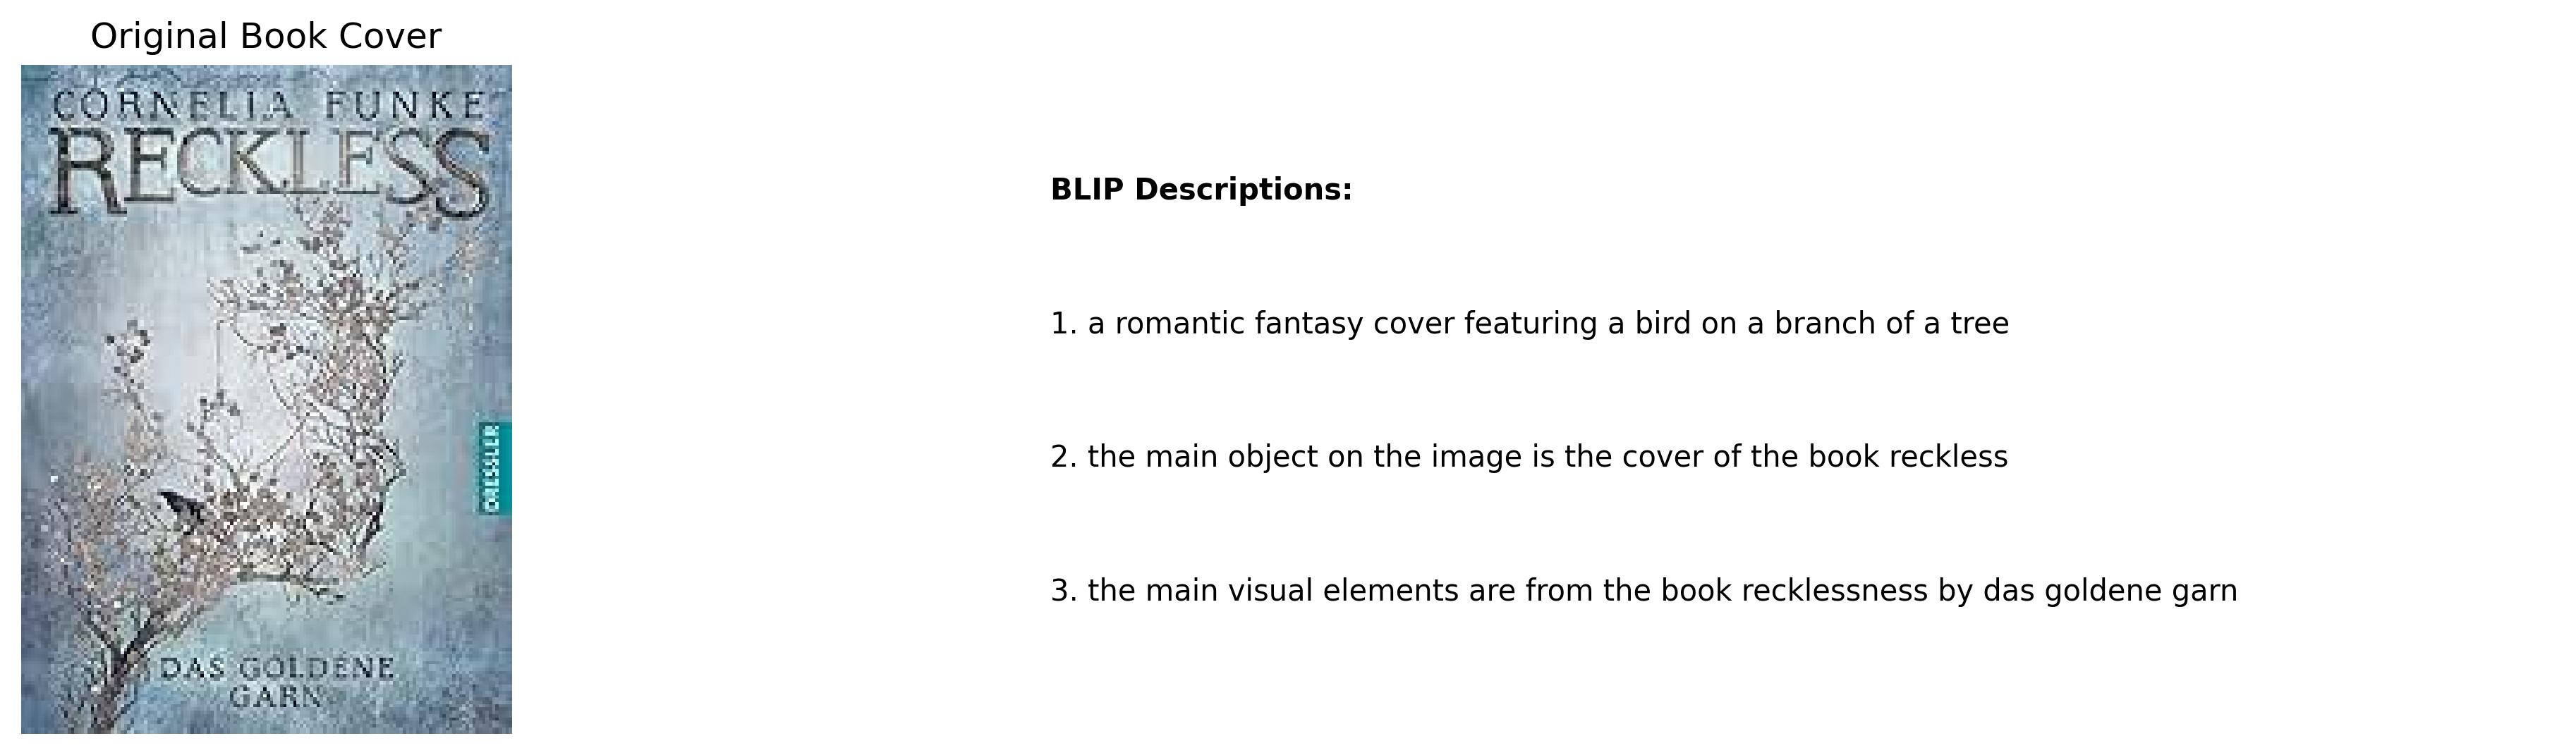 Original Book Cover
CORNELIA FUNKE
RECKLESS
DRESSLER
DAS GOLDENE
GARN
BLIP Descriptions:
1. a romantic fantasy cover featuring a bird on a branch of a tree
2. the main object on the image is the cover of the book reckless
3. the main visual elements are from the book recklessness by das goldene garn